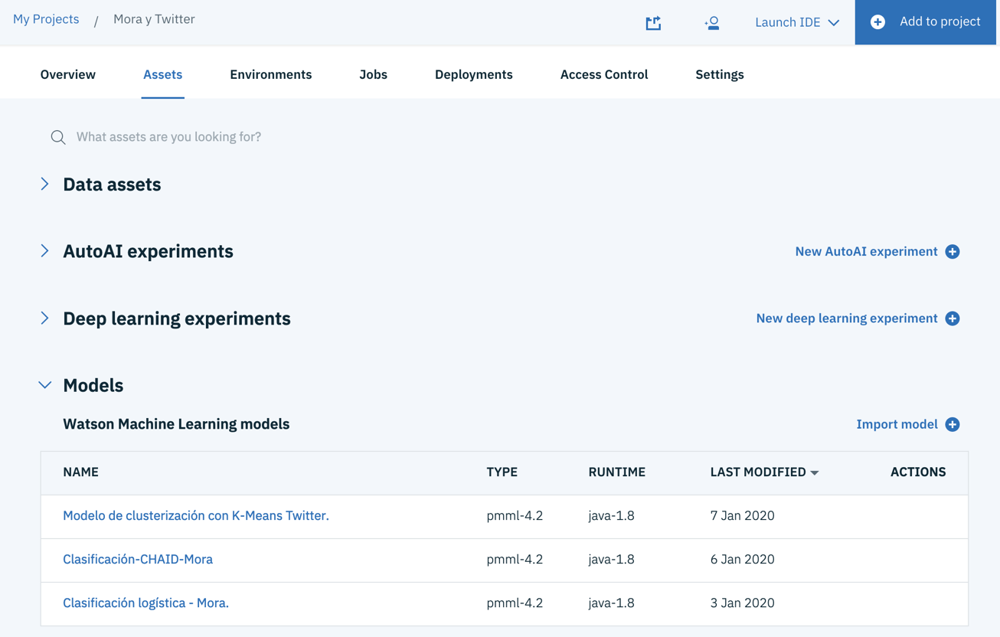 My Projects / Mora y Twitter
Launch IDE
Add to project
Overview Assets Environments Jobs Deployments Access Control Settings
What assets are you looking for?
Data assets
AutoAI experiments New AutoAI experiment
Deep learning experiments New deep learning experiment
Models
Watson Machine Learning models Import model
NAME TYPE RUNTIME LAST MODIFIED ACTIONS
Modelo de clusterización con K-Means Twitter. pmml-4.2 java-1.8 7 Jan 2020
Clasificación-CHAID-Mora pmml-4.2 java-1.8 6 Jan 2020
Clasificación logística - Mora. pmml-4.2 java-1.8 3 Jan 2020